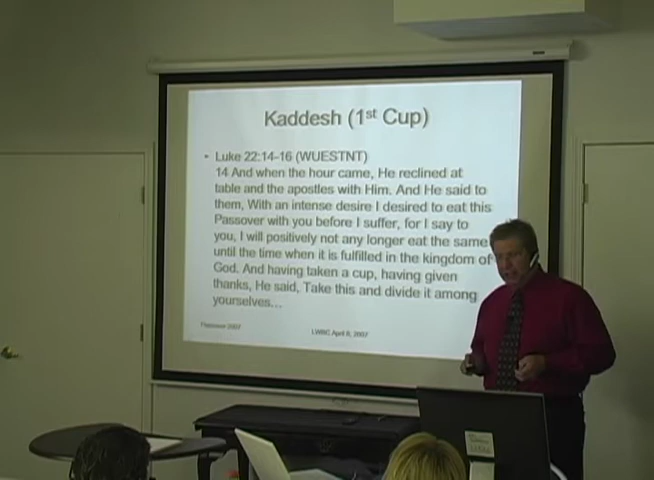 Kaddesh (1st Cup)
• Luke 22:14-16 (WUESTNT)
14 And when the hour came, He reclined at
table and the apostles with Him. And He said to
them, With an intense desire I desired to eat this
Passover with you before I suffer, for I say to
you, I will positively not any longer eat the same
until the time when it is fulfilled in the kingdom of
God. And having taken a cup, having given
thanks, He said, Take this and divide it among
yourselves...
Passover 2007
LWBC April 6, 2007